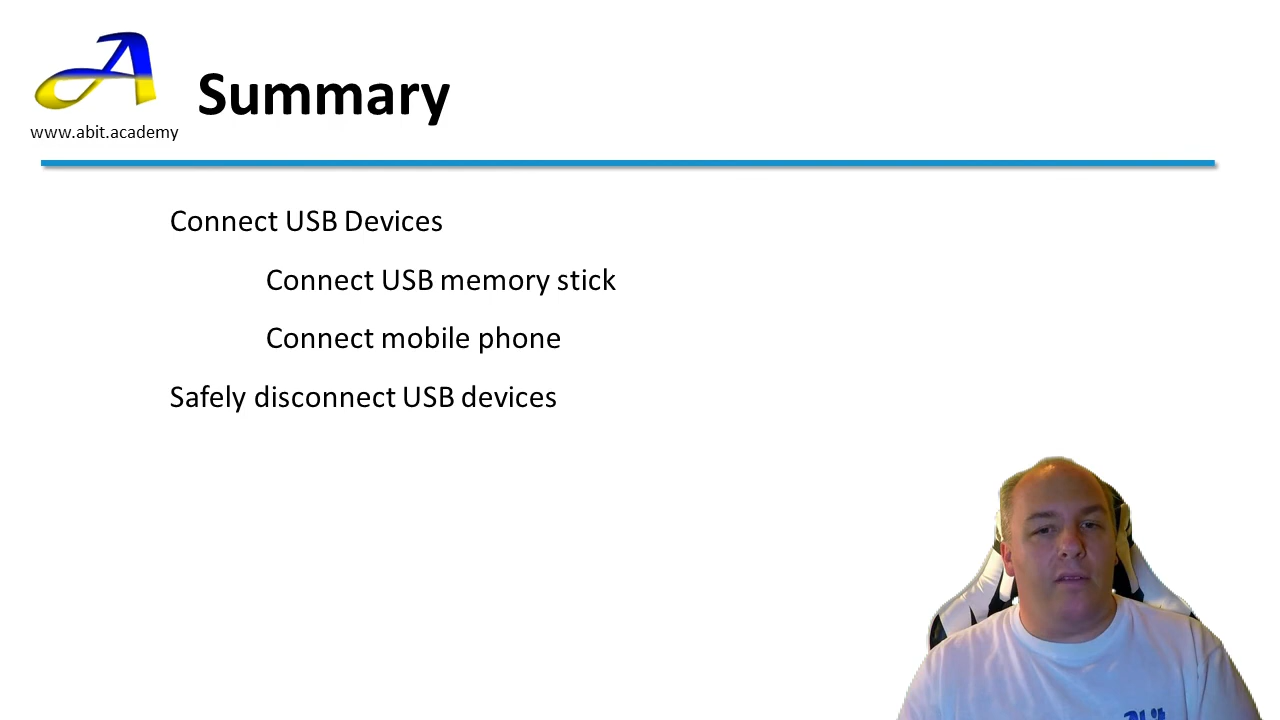 Summary
www.abit.academy
Connect USB Devices
Connect USB memory stick
Connect mobile phone
Safely disconnect USB devices